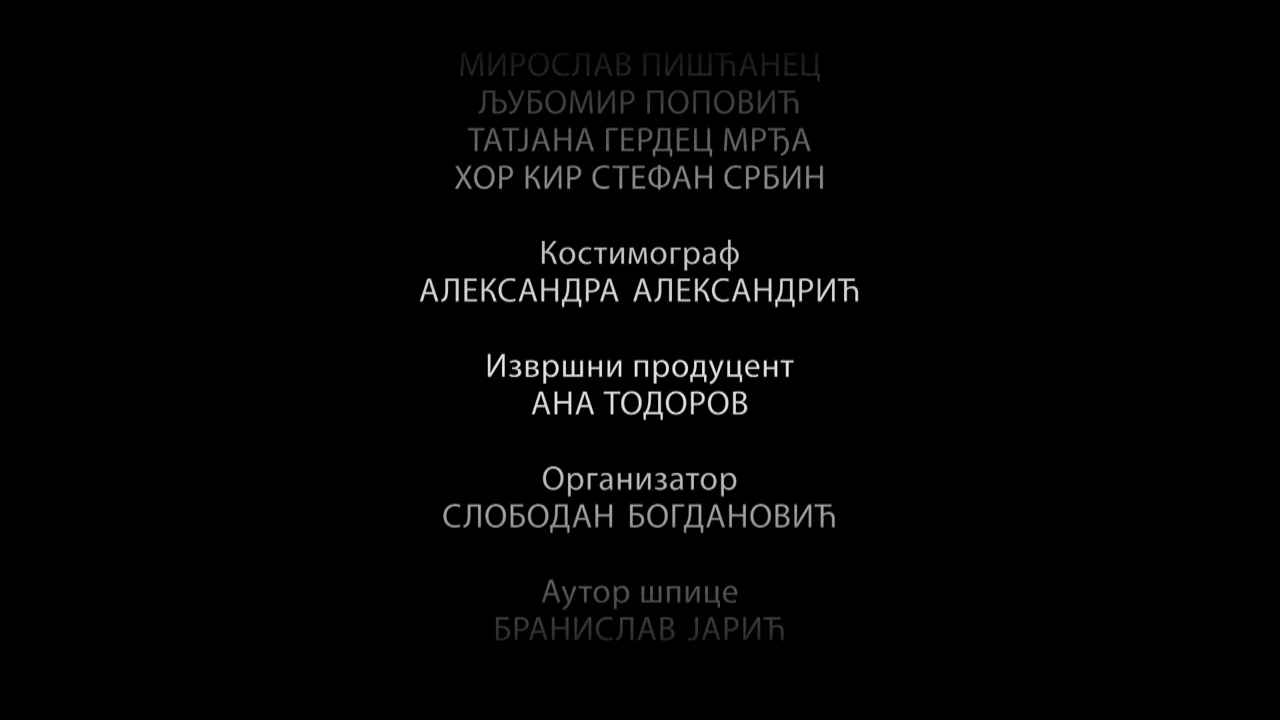 МИРОСЛАВ ПИШЋАНЕЦ
ЉУБОМИР ПОПОВИЋ
ТАТЈАНА ГЕРДЕЦ МРЂА
ХОР КИР СТЕФАН СРБИН
Костимограф
АЛЕКСАНДРА АЛЕКСАНДРИЋ
Извршни продуцент
АНА ТОДОРОВ
Организатор
СЛОБОДАН БОГДАНОВИЋ
Аутор шпице
БРАНИСЛАВ ЈАРИЋ